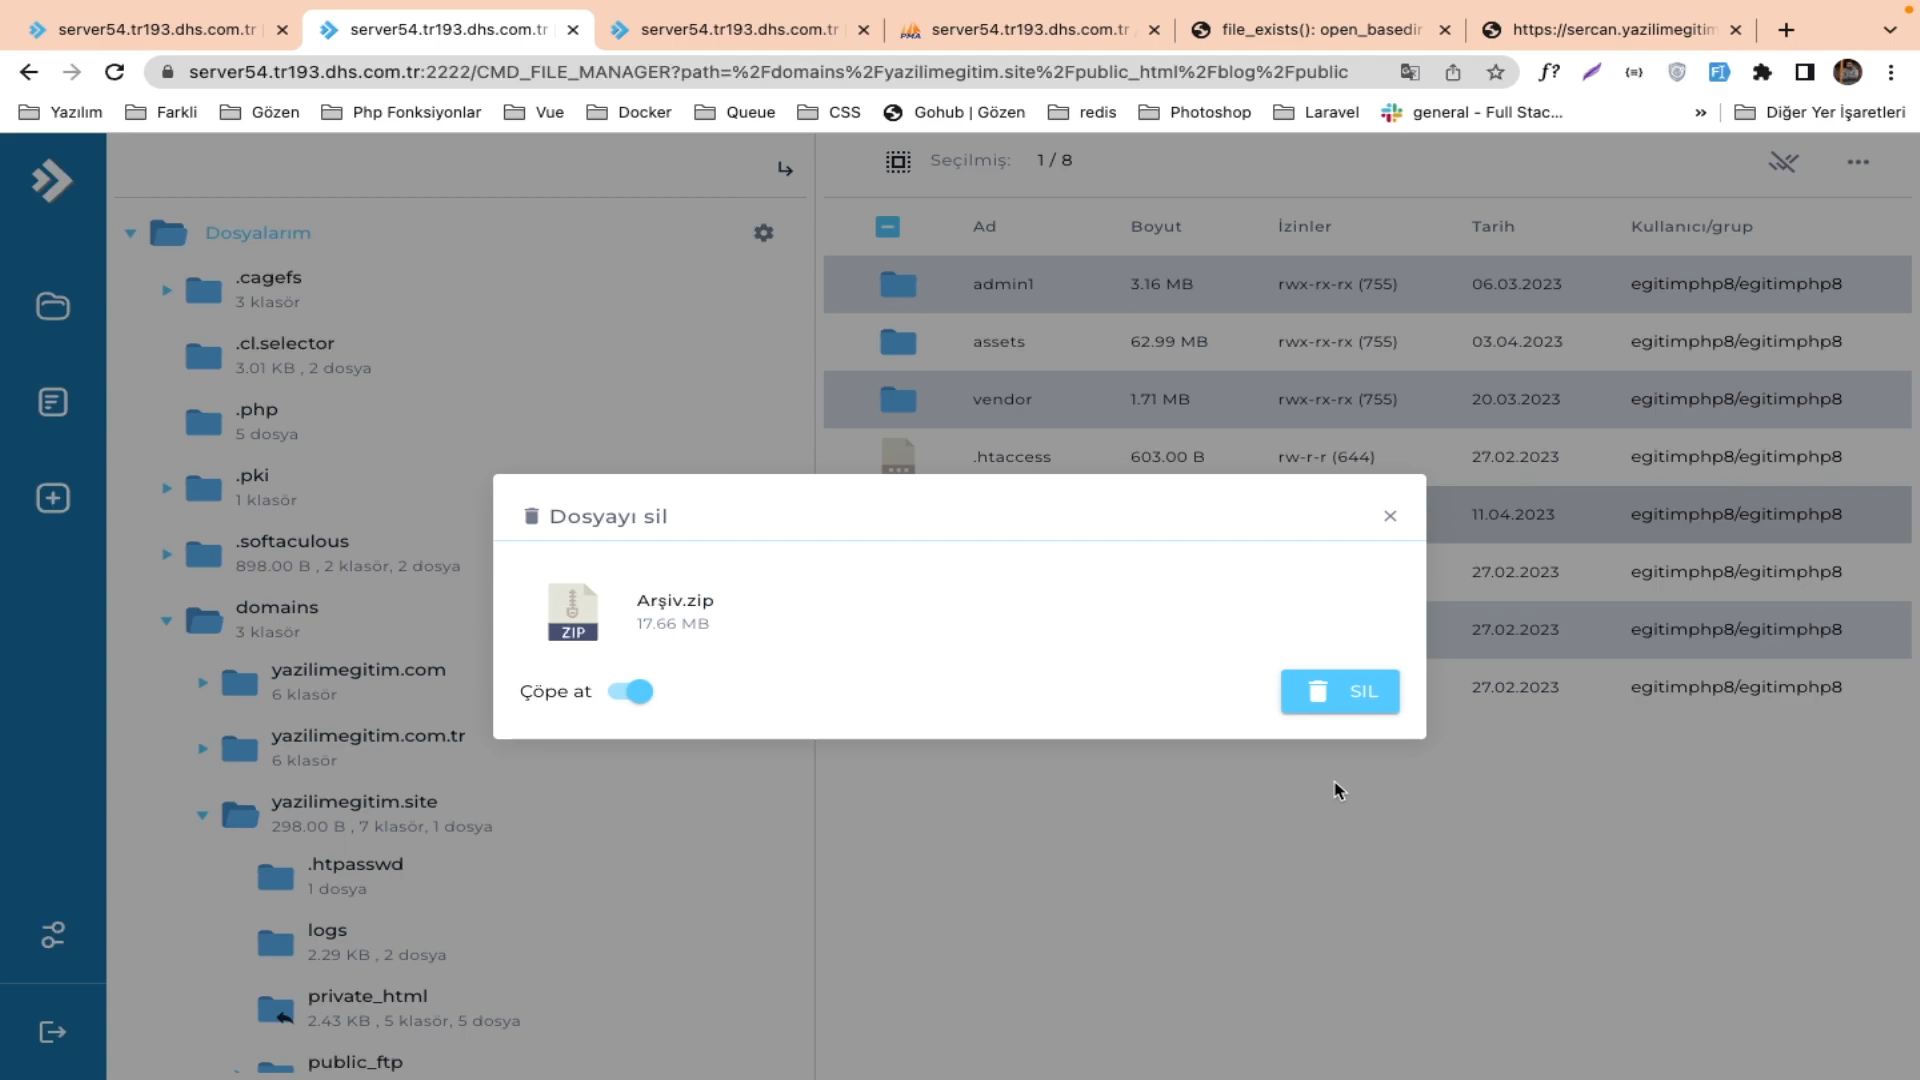 server54.tr193.dhs.com.tr
server54.tr193.dhs.com.tr
server54.tr193.dhs.com.tr
server54.tr193.dhs.com.tr
file_exists(): open_basedir
https://sercan.yazilimegitim
server54.tr193.dhs.com.tr:2222/CMD_FILE_MANAGER?path=%2Fdomains%2Fyazilimegitim.site%2Fpublic_html%2Fblog%2Fpublic
f?
Yazılım
Farkli
Gözen
Php Fonksiyonlar
Vue
Docker
Queue
CSS
Gohub | Gözen
redis
Photoshop
Laravel
general - Full Stac...
»
Diğer Yer İşaretleri
Seçilmiş: 1 / 8
Dosyalarım
.cagefs
3 klasör
.cl.selector
3.01 KB , 2 dosya
.php
5 dosya
.pki
1 klasör
.softaculous
898.00 B , 2 klasör, 2 dosya
domains
3 klasör
yazilimegitim.com
6 klasör
yazilimegitim.com.tr
6 klasör
yazilimegitim.site
298.00 B , 7 klasör, 1 dosya
.htpasswd
1 dosya
logs
2.29 KB , 2 dosya
private_html
2.43 KB , 5 klasör, 5 dosya
public_ftp
Ad Boyut İzinler Tarih Kullanıcı/grup
admin1 3.16 MB rwx-rx-rx (755) 06.03.2023 egitimphp8/egitimphp8
assets 62.99 MB rwx-rx-rx (755) 03.04.2023 egitimphp8/egitimphp8
vendor 1.71 MB rwx-rx-rx (755) 20.03.2023 egitimphp8/egitimphp8
.htaccess 603.00 B rw-r-r (644) 27.02.2023 egitimphp8/egitimphp8
11.04.2023 egitimphp8/egitimphp8
27.02.2023 egitimphp8/egitimphp8
27.02.2023 egitimphp8/egitimphp8
27.02.2023 egitimphp8/egitimphp8
Dosyayı sil
ZIP
Arşiv.zip
17.66 MB
Çöpe at
SIL